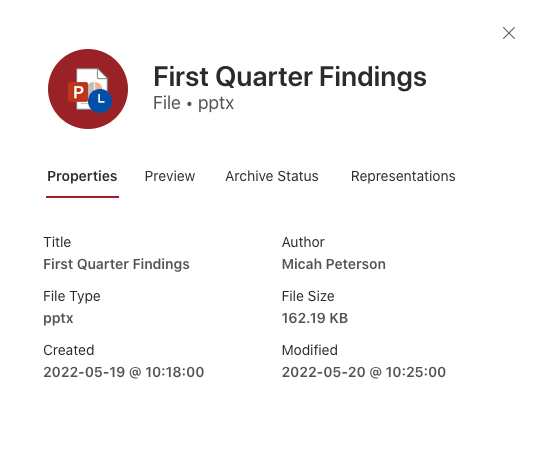 P
L
First Quarter Findings
File • pptx
Properties Preview Archive Status Representations
Title Author
First Quarter Findings Micah Peterson
File Type File Size
pptx 162.19 KB
Created Modified
2022-05-19 @ 10:18:00 2022-05-20 @ 10:25:00